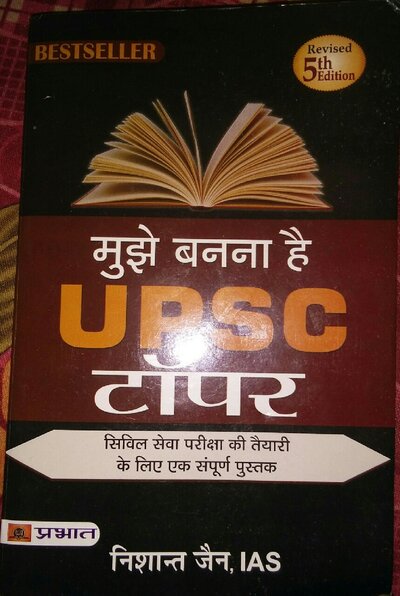 BESTSELLER
Revised
5th
Edition
मुझे बनना है
UPSC
टॉपर
सिविल सेवा परीक्षा की तैयारी
के लिए एक संपूर्ण पुस्तक
प्रभात
निशान्त जैन, IAS